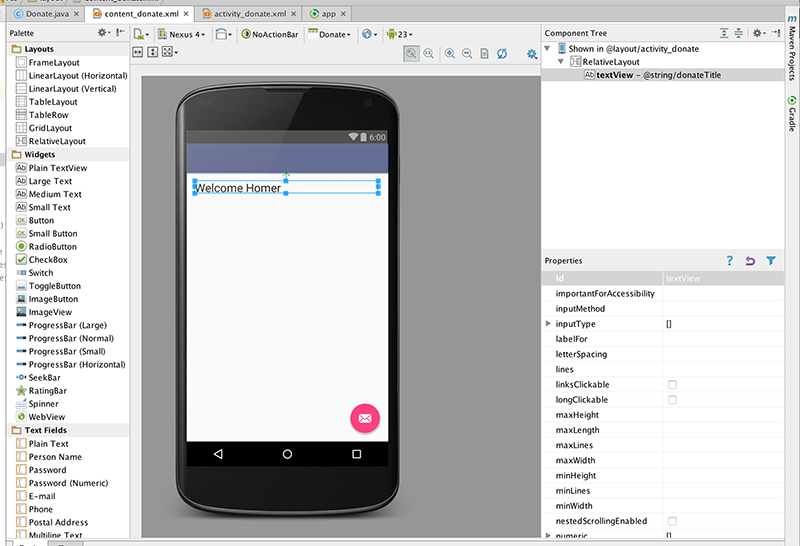 Donate.java
content_donate.xml
activity_donate.xml
app
Palette
Nexus 4
NoActionBar
Donate
23
Component Tree
Layouts
FrameLayout
LinearLayout (Horizontal)
LinearLayout (Vertical)
TableLayout
TableRow
GridLayout
RelativeLayout
Widgets
Plain TextView
Large Text
Medium Text
Small Text
Button
Small Button
RadioButton
CheckBox
Switch
ToggleButton
ImageButton
ImageView
ProgressBar (Large)
ProgressBar (Normal)
ProgressBar (Small)
ProgressBar (Horizontal)
SeekBar
RatingBar
Spinner
WebView
Text Fields
Plain Text
Person Name
Password
Password (Numeric)
E-mail
Phone
Postal Address
Multiline Text
6:00
Welcome Homer
Shown in @layout/activity_donate
RelativeLayout
Ab textView - @string/donateTitle
Properties
id textView
importantForAccessibility
inputMethod
inputType []
labelFor
letterSpacing
lines
linksClickable
longClickable
maxHeight
maxLength
maxLines
maxWidth
minHeight
minLines
minWidth
nestedScrollingEnabled
numeric []
Maven Projects
Gradle